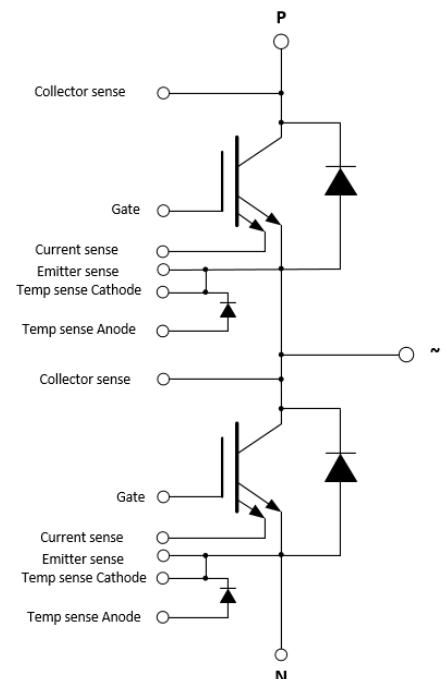 P
Collector sense
Gate
Current sense
Emitter sense
Temp sense Cathode
Temp sense Anode
~
Collector sense
Gate
Current sense
Emitter sense
Temp sense Cathode
Temp sense Anode
N